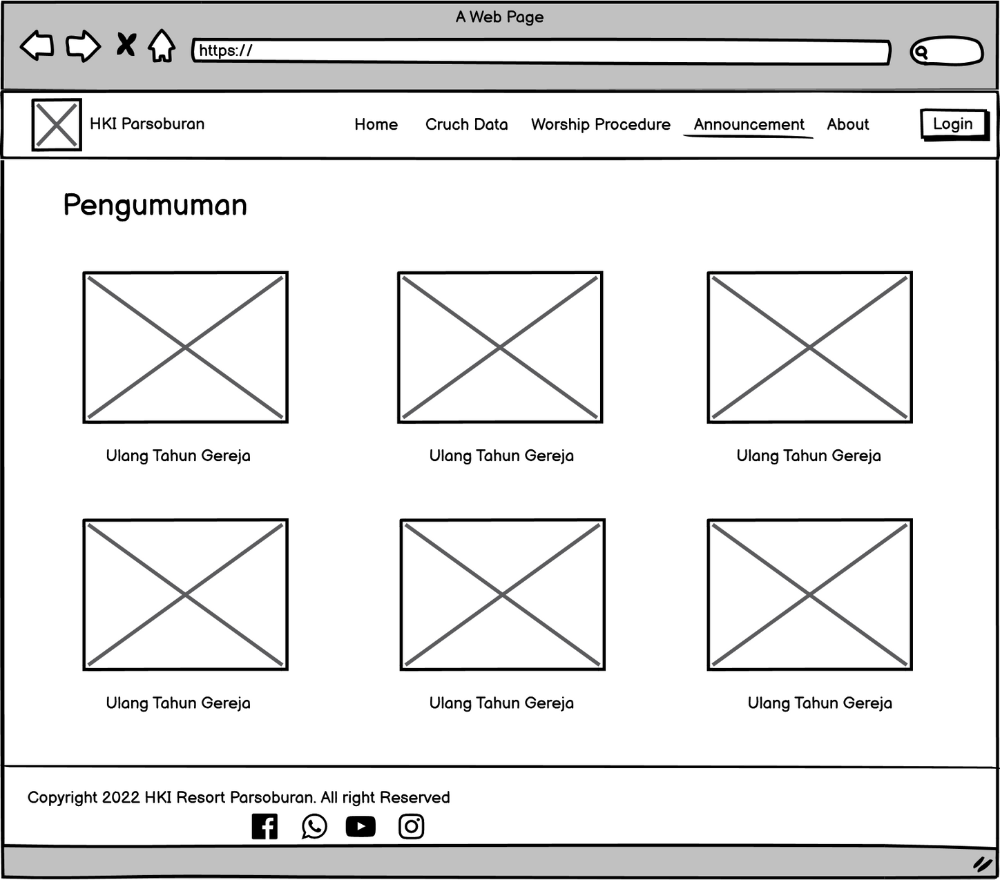 A Web Page
https://
HKI Parsoburan Home Cruch Data Worship Procedure Announcement About Login
Pengumuman
Ulang Tahun Gereja Ulang Tahun Gereja Ulang Tahun Gereja
Ulang Tahun Gereja Ulang Tahun Gereja Ulang Tahun Gereja
Copyright 2022 HKI Resort Parsoburan. All right Reserved